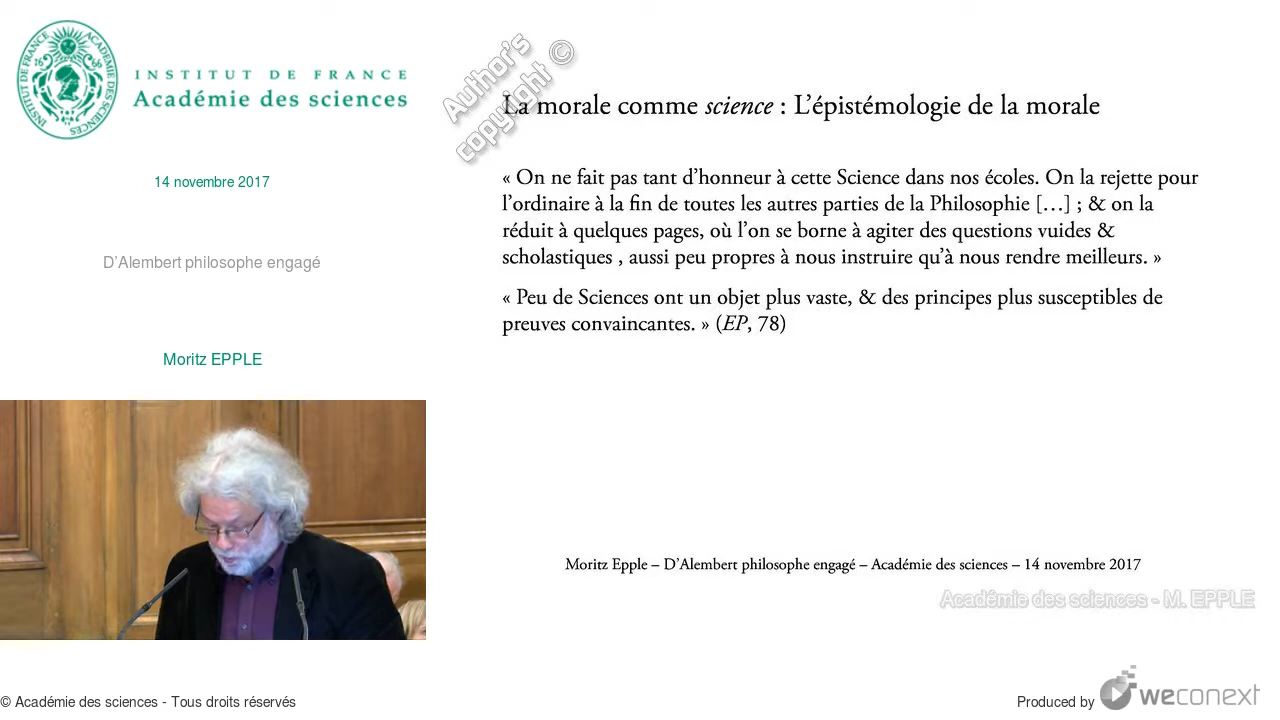 INSTITUT DE FRANCE
Académie des sciences
14 novembre 2017
D'Alembert philosophe engagé
Moritz EPPLE
Author's
copyright ©
La morale comme science : L'épistémologie de la morale
« On ne fait pas tant d'honneur à cette Science dans nos écoles. On la rejette pour
l'ordinaire à la fin de toutes les autres parties de la Philosophie […] ; & on la
réduit à quelques pages, où l'on se borne à agiter des questions vuides &
scholastiques , aussi peu propres à nous instruire qu'à nous rendre meilleurs. »
« Peu de Sciences ont un objet plus vaste, & des principes plus susceptibles de
preuves convaincantes. » (EP, 78)
Moritz Epple – D'Alembert philosophe engagé – Académie des sciences – 14 novembre 2017
Académie des sciences - M. EPPLE
© Académie des sciences - Tous droits réservés
Produced by weconext